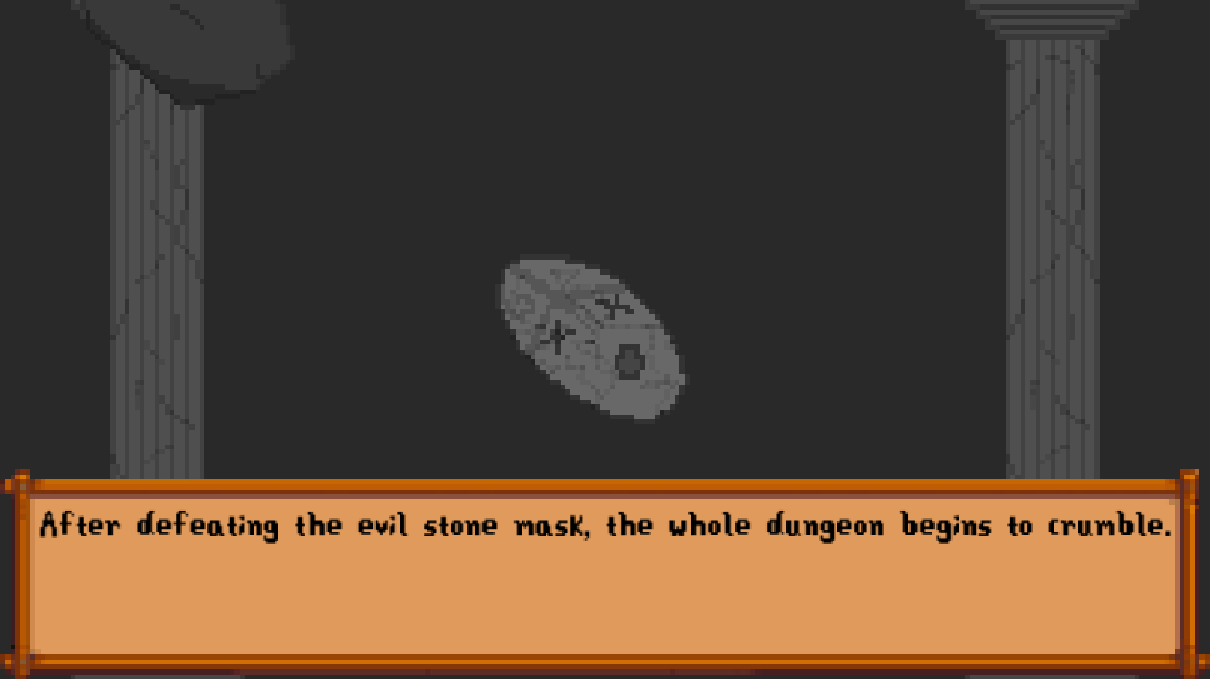 After defeating the evil stone mask, the whole dungeon begins to crumble.